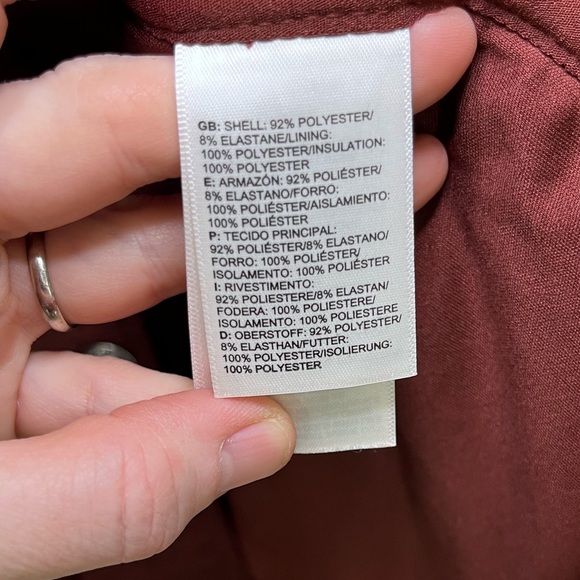 GB: SHELL: 92% POLYESTER/
8% ELASTANE/LINING:
100% POLYESTER/INSULATION:
100% POLYESTER
E: ARMAZÓN: 92% POLIÉSTER/
8% ELASTANO/FORRO:
100% POLIÉSTER/AISLAMIENTO:
100% POLIÉSTER
P: TECIDO PRINCIPAL:
92% POLIÉSTER/8% ELASTANO/
FORRO: 100% POLIÉSTER/
ISOLAMENTO: 100% POLIÉSTER
I: RIVESTIMENTO:
92% POLIESTERE/8% ELASTAN/
FODERA: 100% POLIESTERE/
ISOLAMENTO: 100% POLIESTERE
D: OBERSTOFF: 92% POLYESTER/
8% ELASTHAN/FUTTER:
100% POLYESTER/ISOLIERUNG:
100% POLYESTER